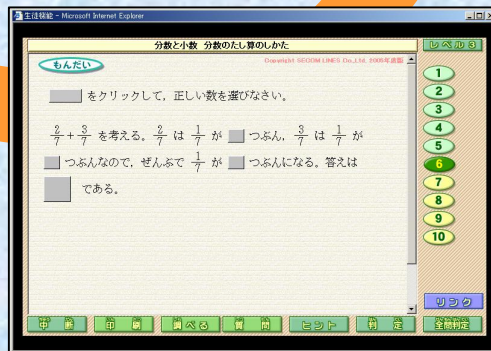 生徒機能 - Microsoft Internet Explorer
分数と小数 分数のたし算のしかた
レベル3
もんだい
Copyright SECOM LINES Co.,Ltd. 2005年度版
をクリックして，正しい数を選びなさい。
2/7 + 3/7 を考える。2/7 は 1/7 が つぶん，3/7 は 1/7 が
つぶんなので，ぜんぶで 1/7 が つぶんになる。答えは
である。
1
2
3
4
5
6
7
8
9
10
リンク
中 断 印 刷 調べる 質 問 ヒント 判 定 全問判定